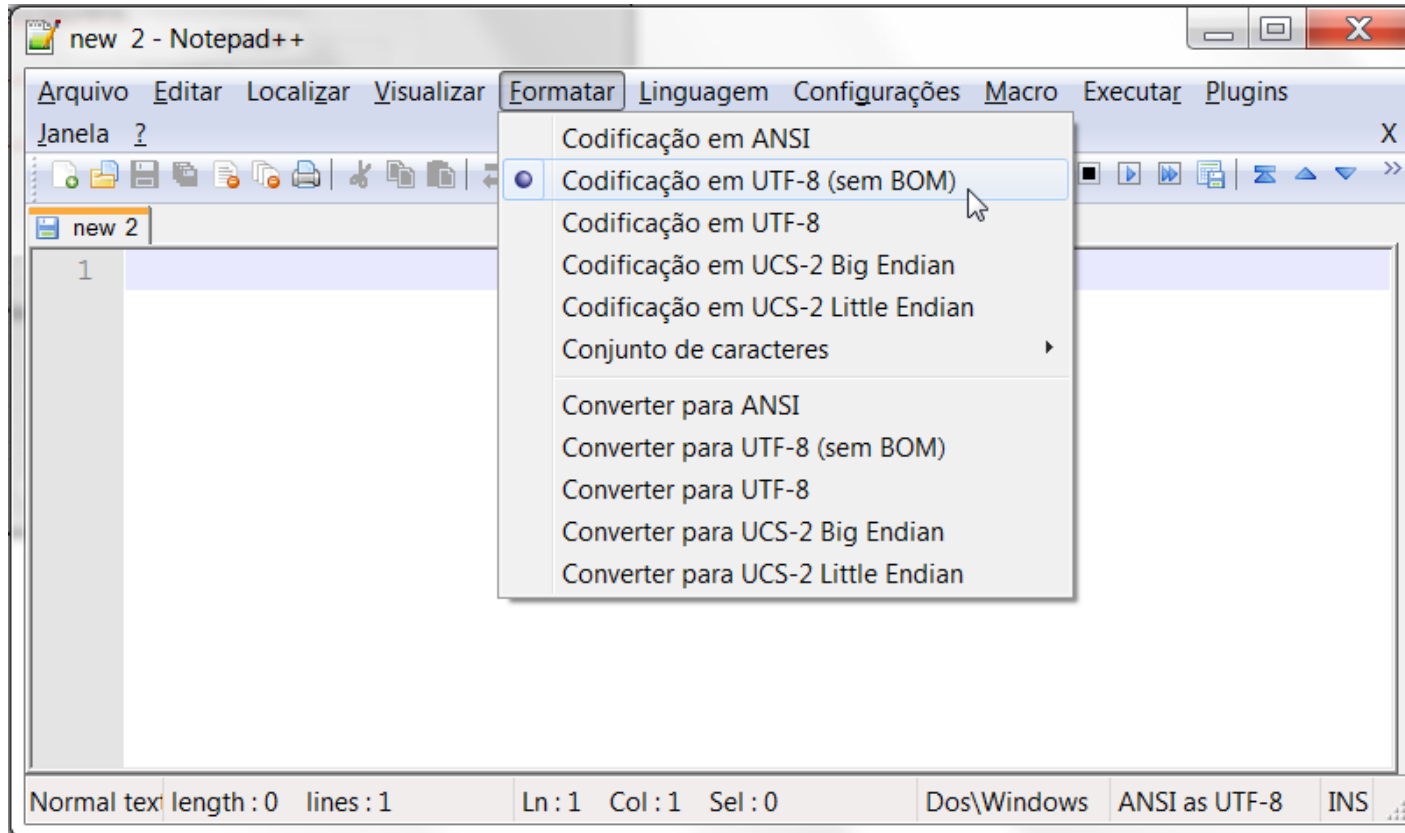 new 2 - Notepad++
Arquivo Editar Localizar Visualizar Formatar Linguagem Configurações Macro Executar Plugins
Janela ? X
new 2
1
Codificação em ANSI
Codificação em UTF-8 (sem BOM)
Codificação em UTF-8
Codificação em UCS-2 Big Endian
Codificação em UCS-2 Little Endian
Conjunto de caracteres
Converter para ANSI
Converter para UTF-8 (sem BOM)
Converter para UTF-8
Converter para UCS-2 Big Endian
Converter para UCS-2 Little Endian
Normal text length : 0 lines : 1 Ln : 1 Col : 1 Sel : 0 Dos\Windows ANSI as UTF-8 INS